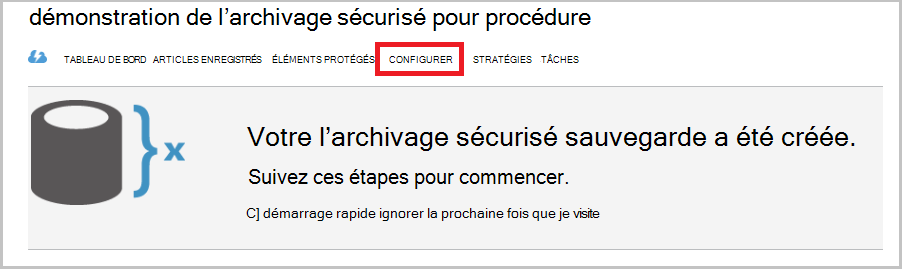 démonstration de l’archivage sécurisé pour procédure
TABLEAU DE BORD ARTICLES ENREGISTRÉS ÉLÉMENTS PROTÉGÉS CONFIGURER STRATÉGIES TÂCHES
x
Votre l’archivage sécurisé sauvegarde a été créée.
Suivez ces étapes pour commencer.
C] démarrage rapide ignorer la prochaine fois que je visite